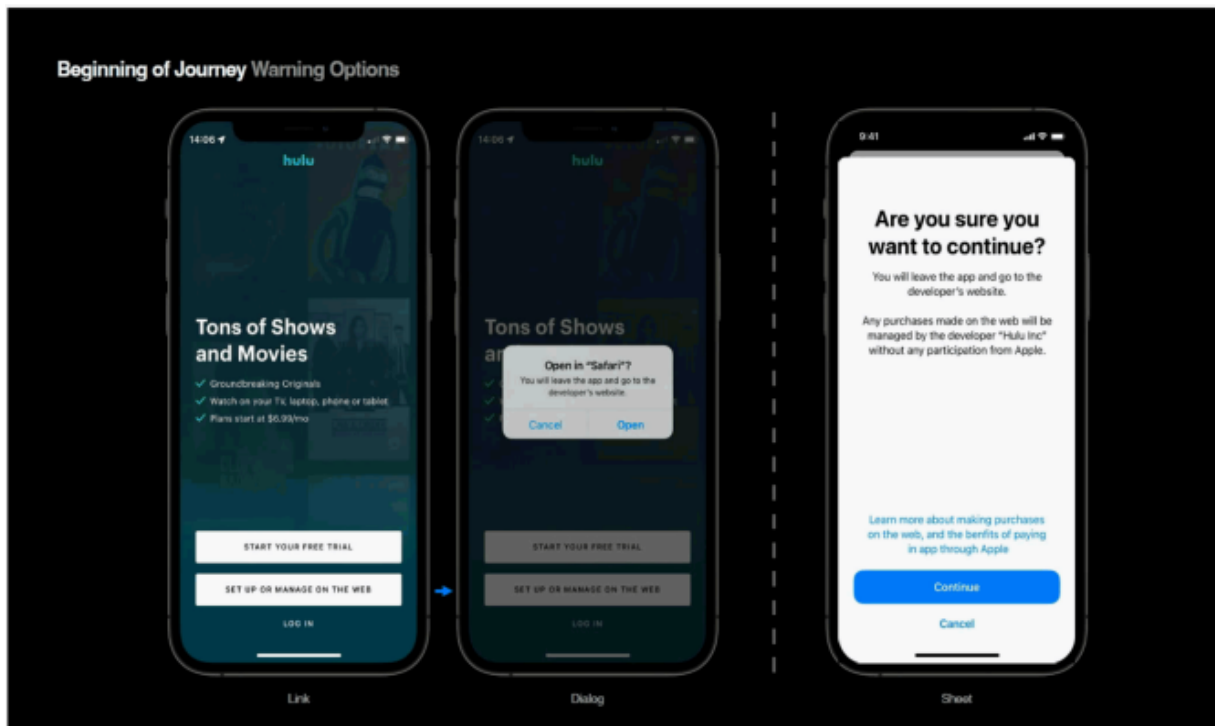 Beginning of Journey Warning Options
14:06
hulu
Tons of Shows
and Movies
Groundbreaking Originals
Watch on your TV, laptop, phone or tablet
Plans start at $6.99/mo
START YOUR FREE TRIAL
SET UP OR MANAGE ON THE WEB
LOG IN
Link
14:06
hulu
Tons of Shows
an
Open in "Safari"?
You will leave the app and go to the
developer's website.
Cancel Open
START YOUR FREE TRIAL
SET UP OR MANAGE ON THE WEB
LOG IN
Dialog
9:41
Are you sure you
want to continue?
You will leave the app and go to the
developer's website.
Any purchases made on the web will be
managed by the developer "Hulu Inc"
without any participation from Apple.
Learn more about making purchases
on the web, and the benfits of paying
in app through Apple
Continue
Cancel
Sheet